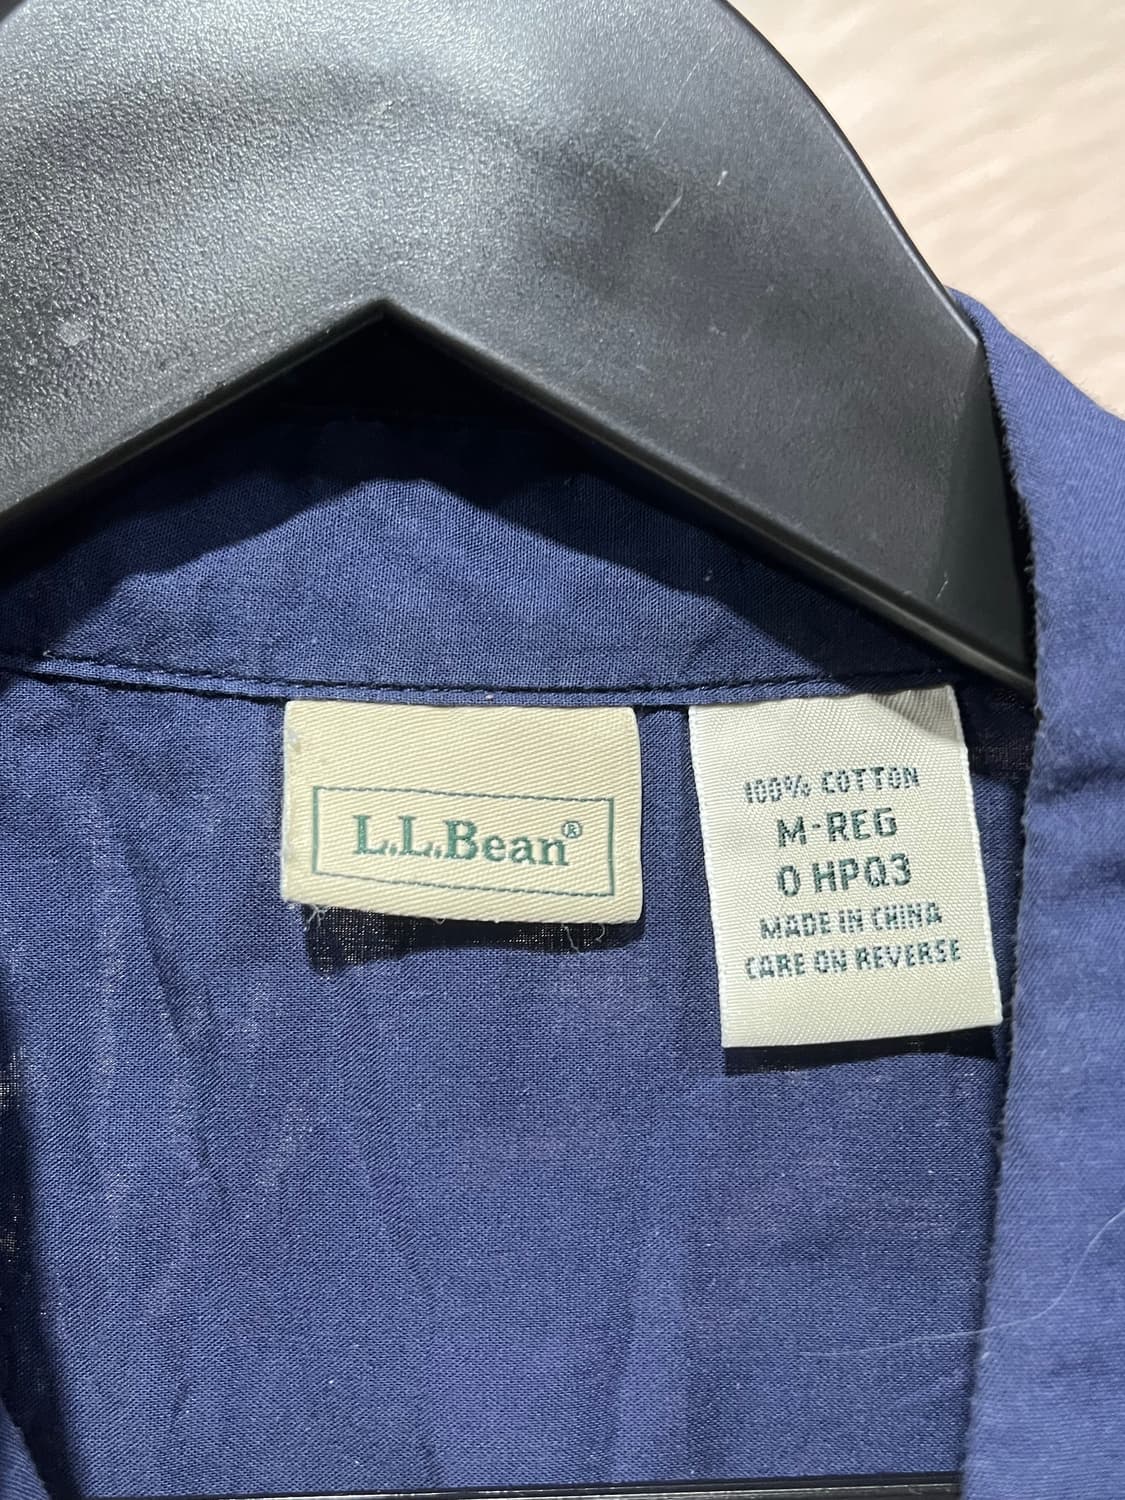 L.L.Bean®
100% COTTON
M-REG
0 HPQ3
MADE IN CHINA
CARE ON REVERSE